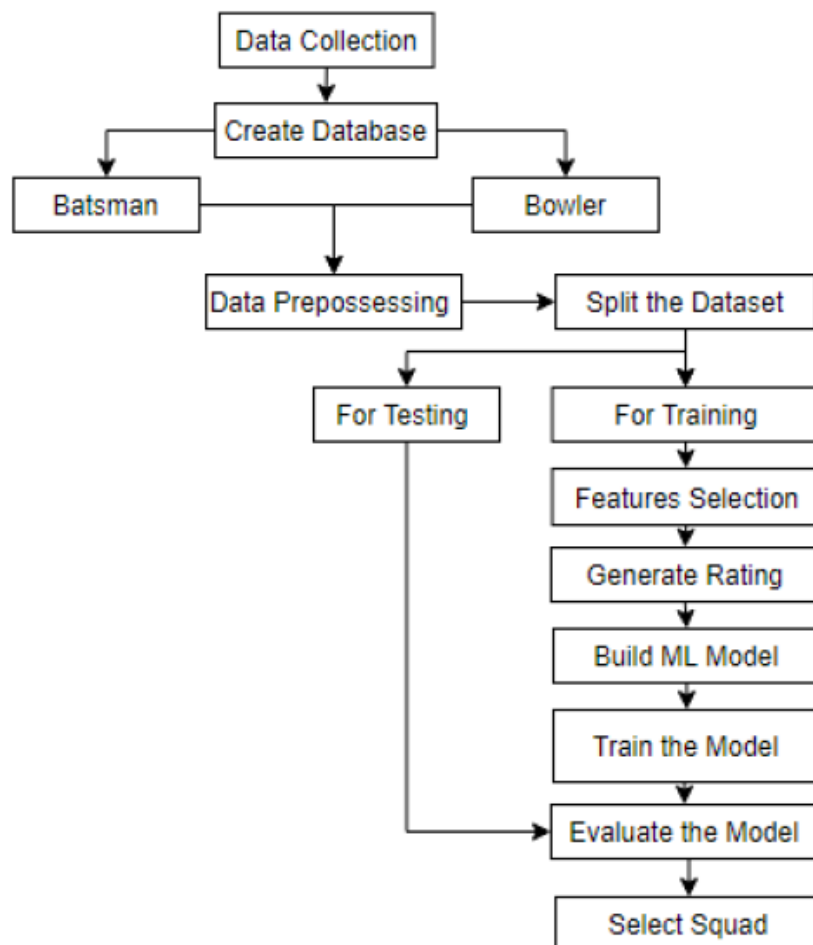 Data Collection
Create Database
Batsman
Bowler
Data Prepossessing
Split the Dataset
For Testing
For Training
Features Selection
Generate Rating
Build ML Model
Train the Model
Evaluate the Model
Select Squad